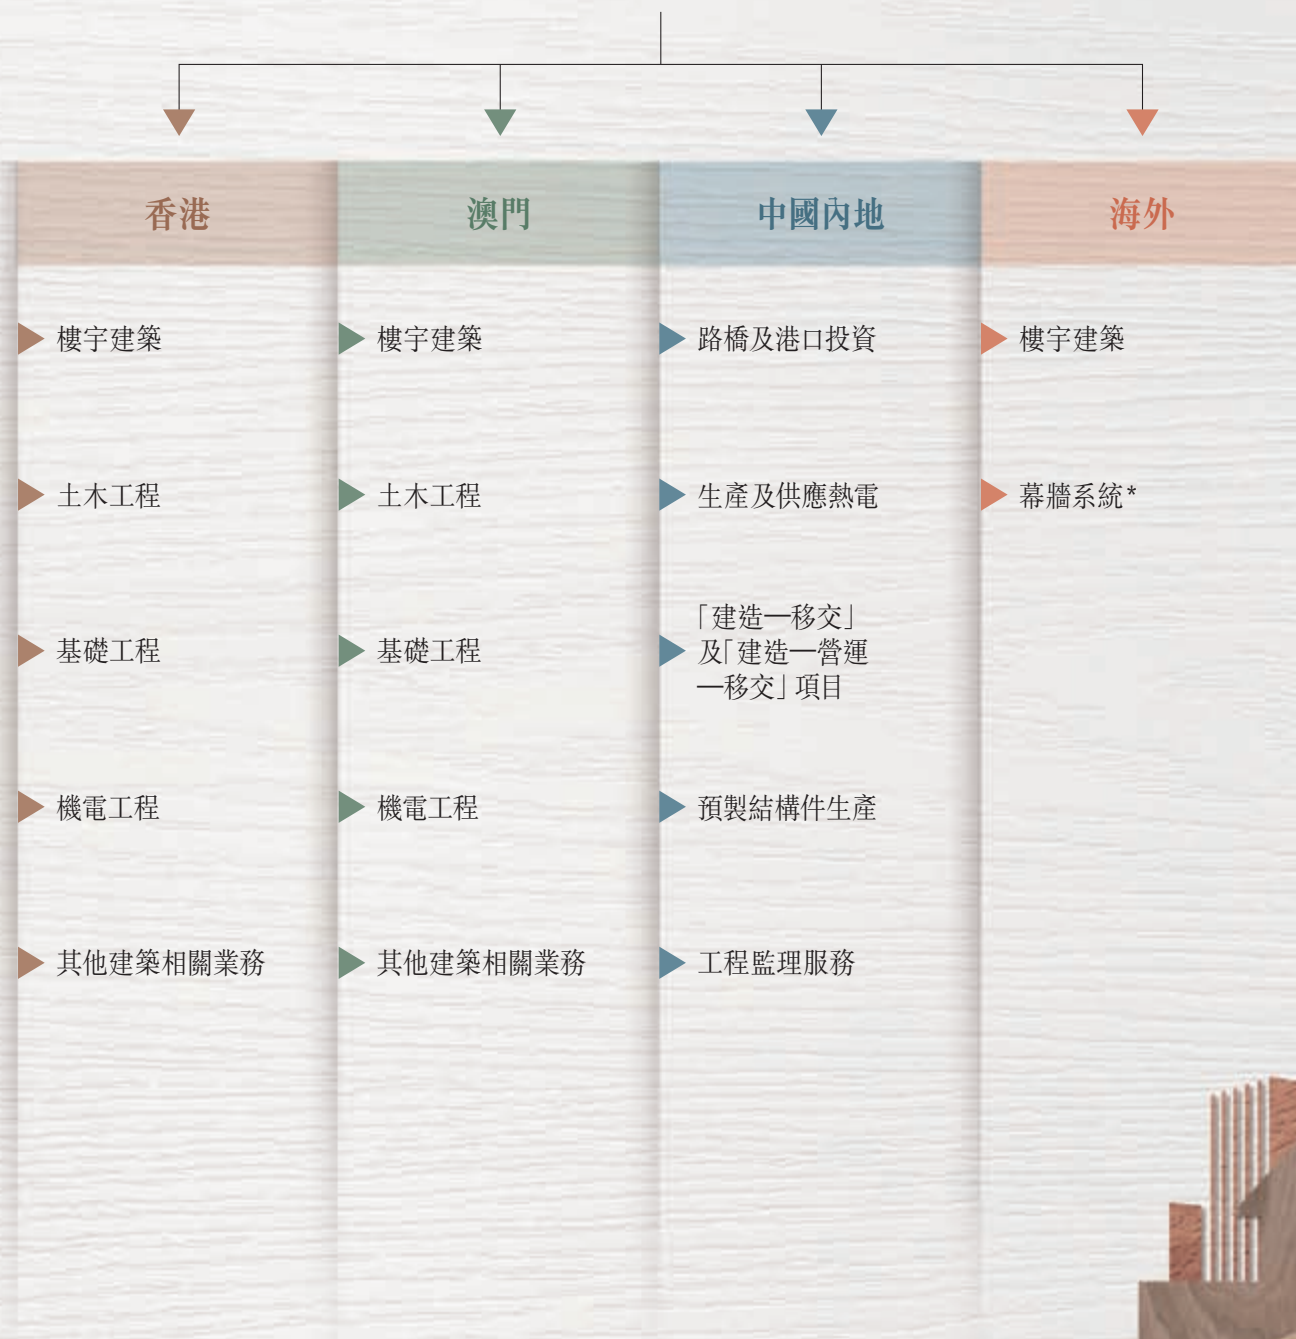 香港
樓宇建築
土木工程
基礎工程
機電工程
其他建築相關業務
澳門
樓宇建築
土木工程
基礎工程
機電工程
其他建築相關業務
中國內地
路橋及港口投資
生產及供應熱電
「建造—移交」
及「建造—營運
—移交」項目
預製結構件生產
工程監理服務
海外
樓宇建築
幕牆系統*